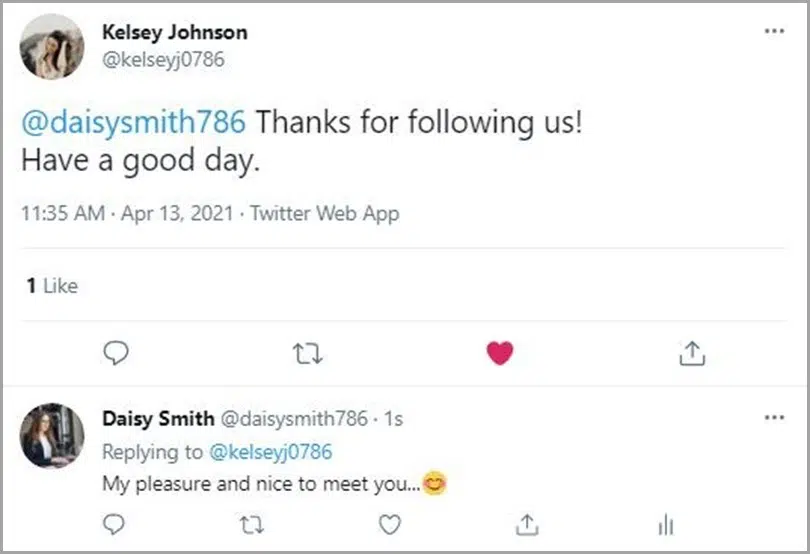 Kelsey Johnson
@kelseyj0786
@daisysmith786 Thanks for following us!
Have a good day.
11:35 AM · Apr 13, 2021 · Twitter Web App
1 Like
Daisy Smith @daisysmith786 · 1s
Replying to @kelseyj0786
My pleasure and nice to meet you...😊